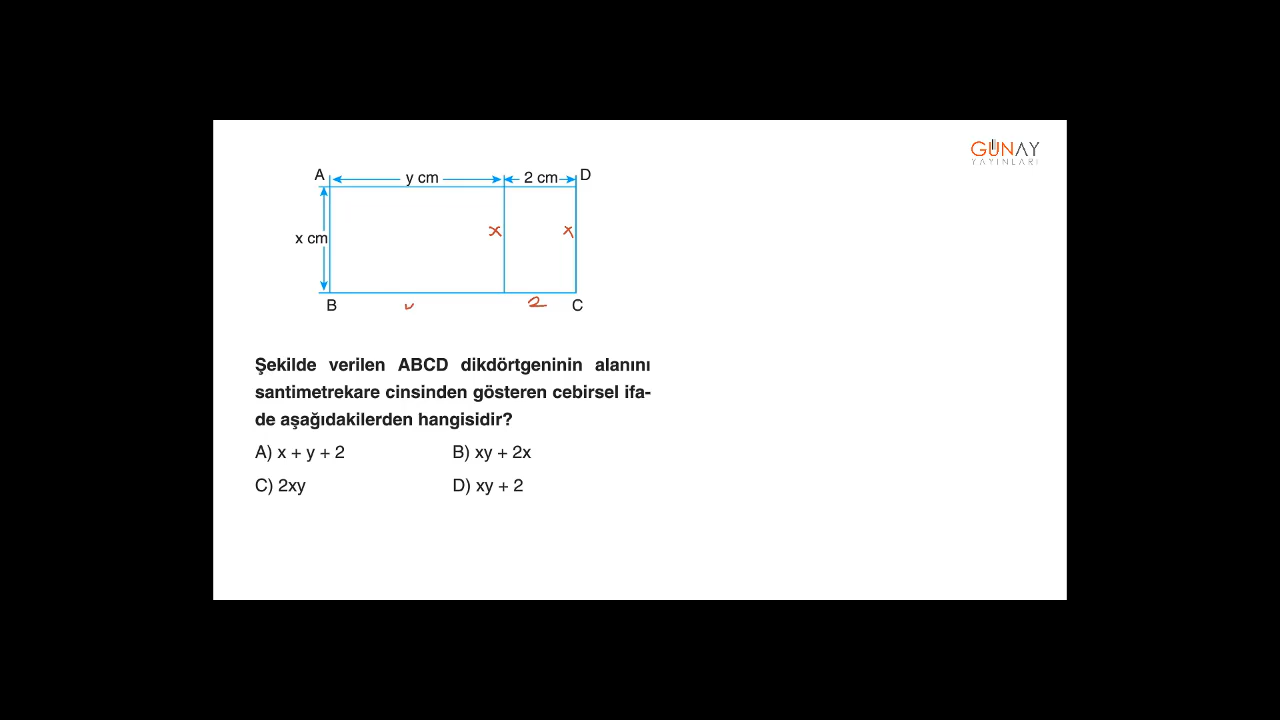 GÜNAY
YAYINLARI
A y cm 2 cm D
x cm x x
B 2 C
Şekilde verilen ABCD dikdörtgeninin alanını
santimetrekare cinsinden gösteren cebirsel ifa-
de aşağıdakilerden hangisidir?
A) x + y + 2 B) xy + 2x
C) 2xy D) xy + 2